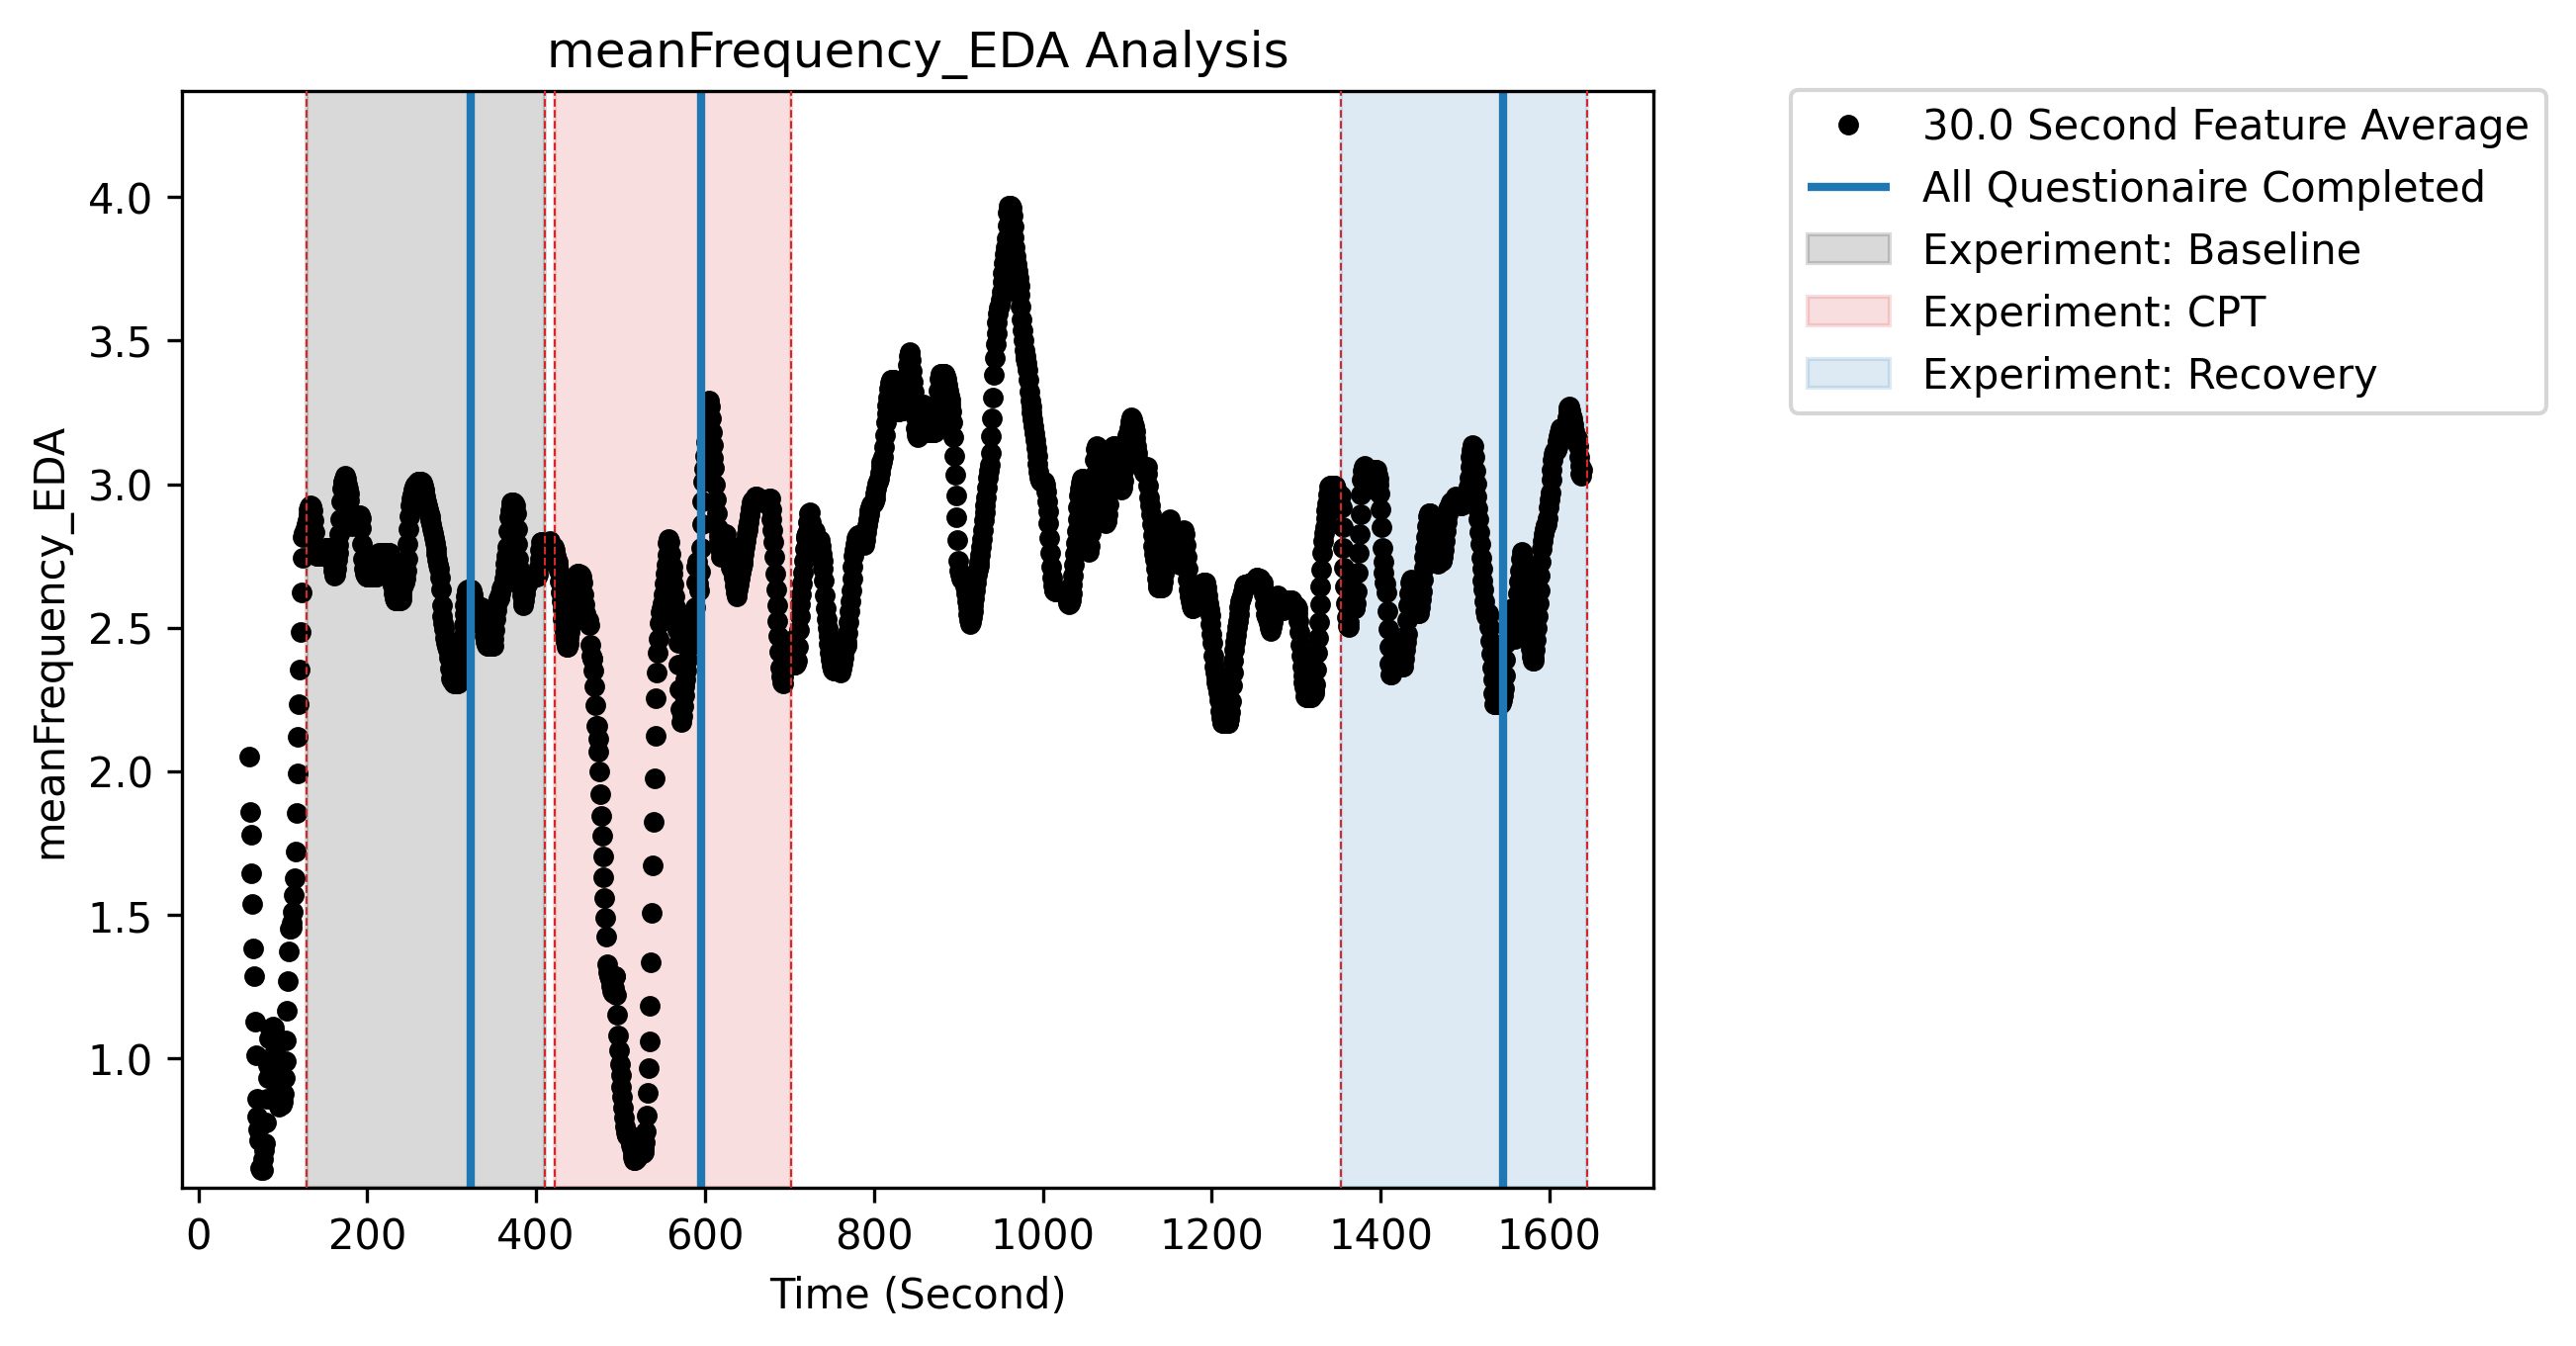 meanFrequency_EDA Analysis
30.0 Second Feature Average
All Questionaire Completed
Experiment: Baseline
Experiment: CPT
Experiment: Recovery
meanFrequency_EDA
4.0
3.5
3.0
2.5
2.0
1.5
1.0
0 200 400 600 800 1000 1200 1400 1600
Time (Second)